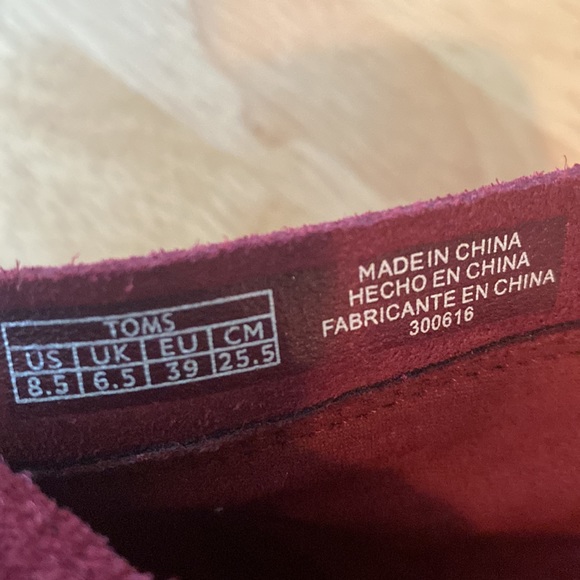 TOMS
US UK EU CM
8.5 6.5 39 25.5
MADE IN CHINA
HECHO EN CHINA
FABRICANTE EN CHINA
300616